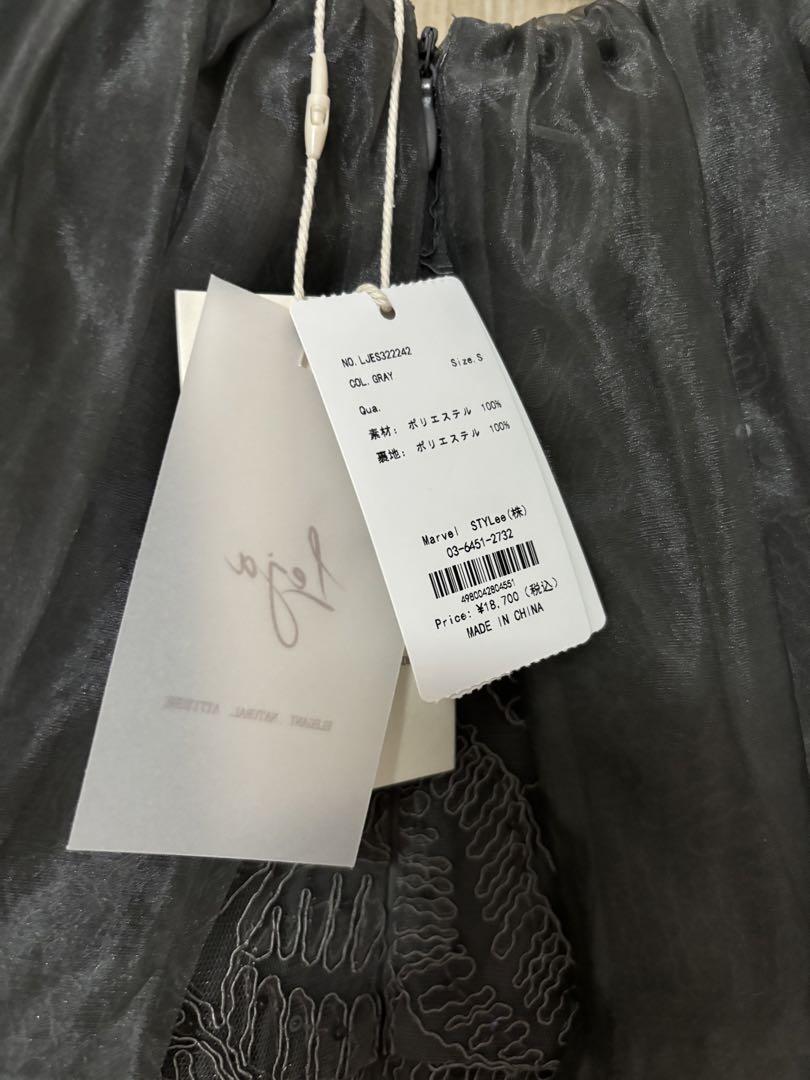 NO. LJES322242
COL. GRAY Size. S
Qua.
素材: ポリエステル 100%
裏地: ポリエステル 100%
Marvel STYLee(株)
03-6451-2732
4980042804551
Price: ¥18,700 (税込)
MADE IN CHINA
Leja
ELEGANT NATURAL ATTITUDE